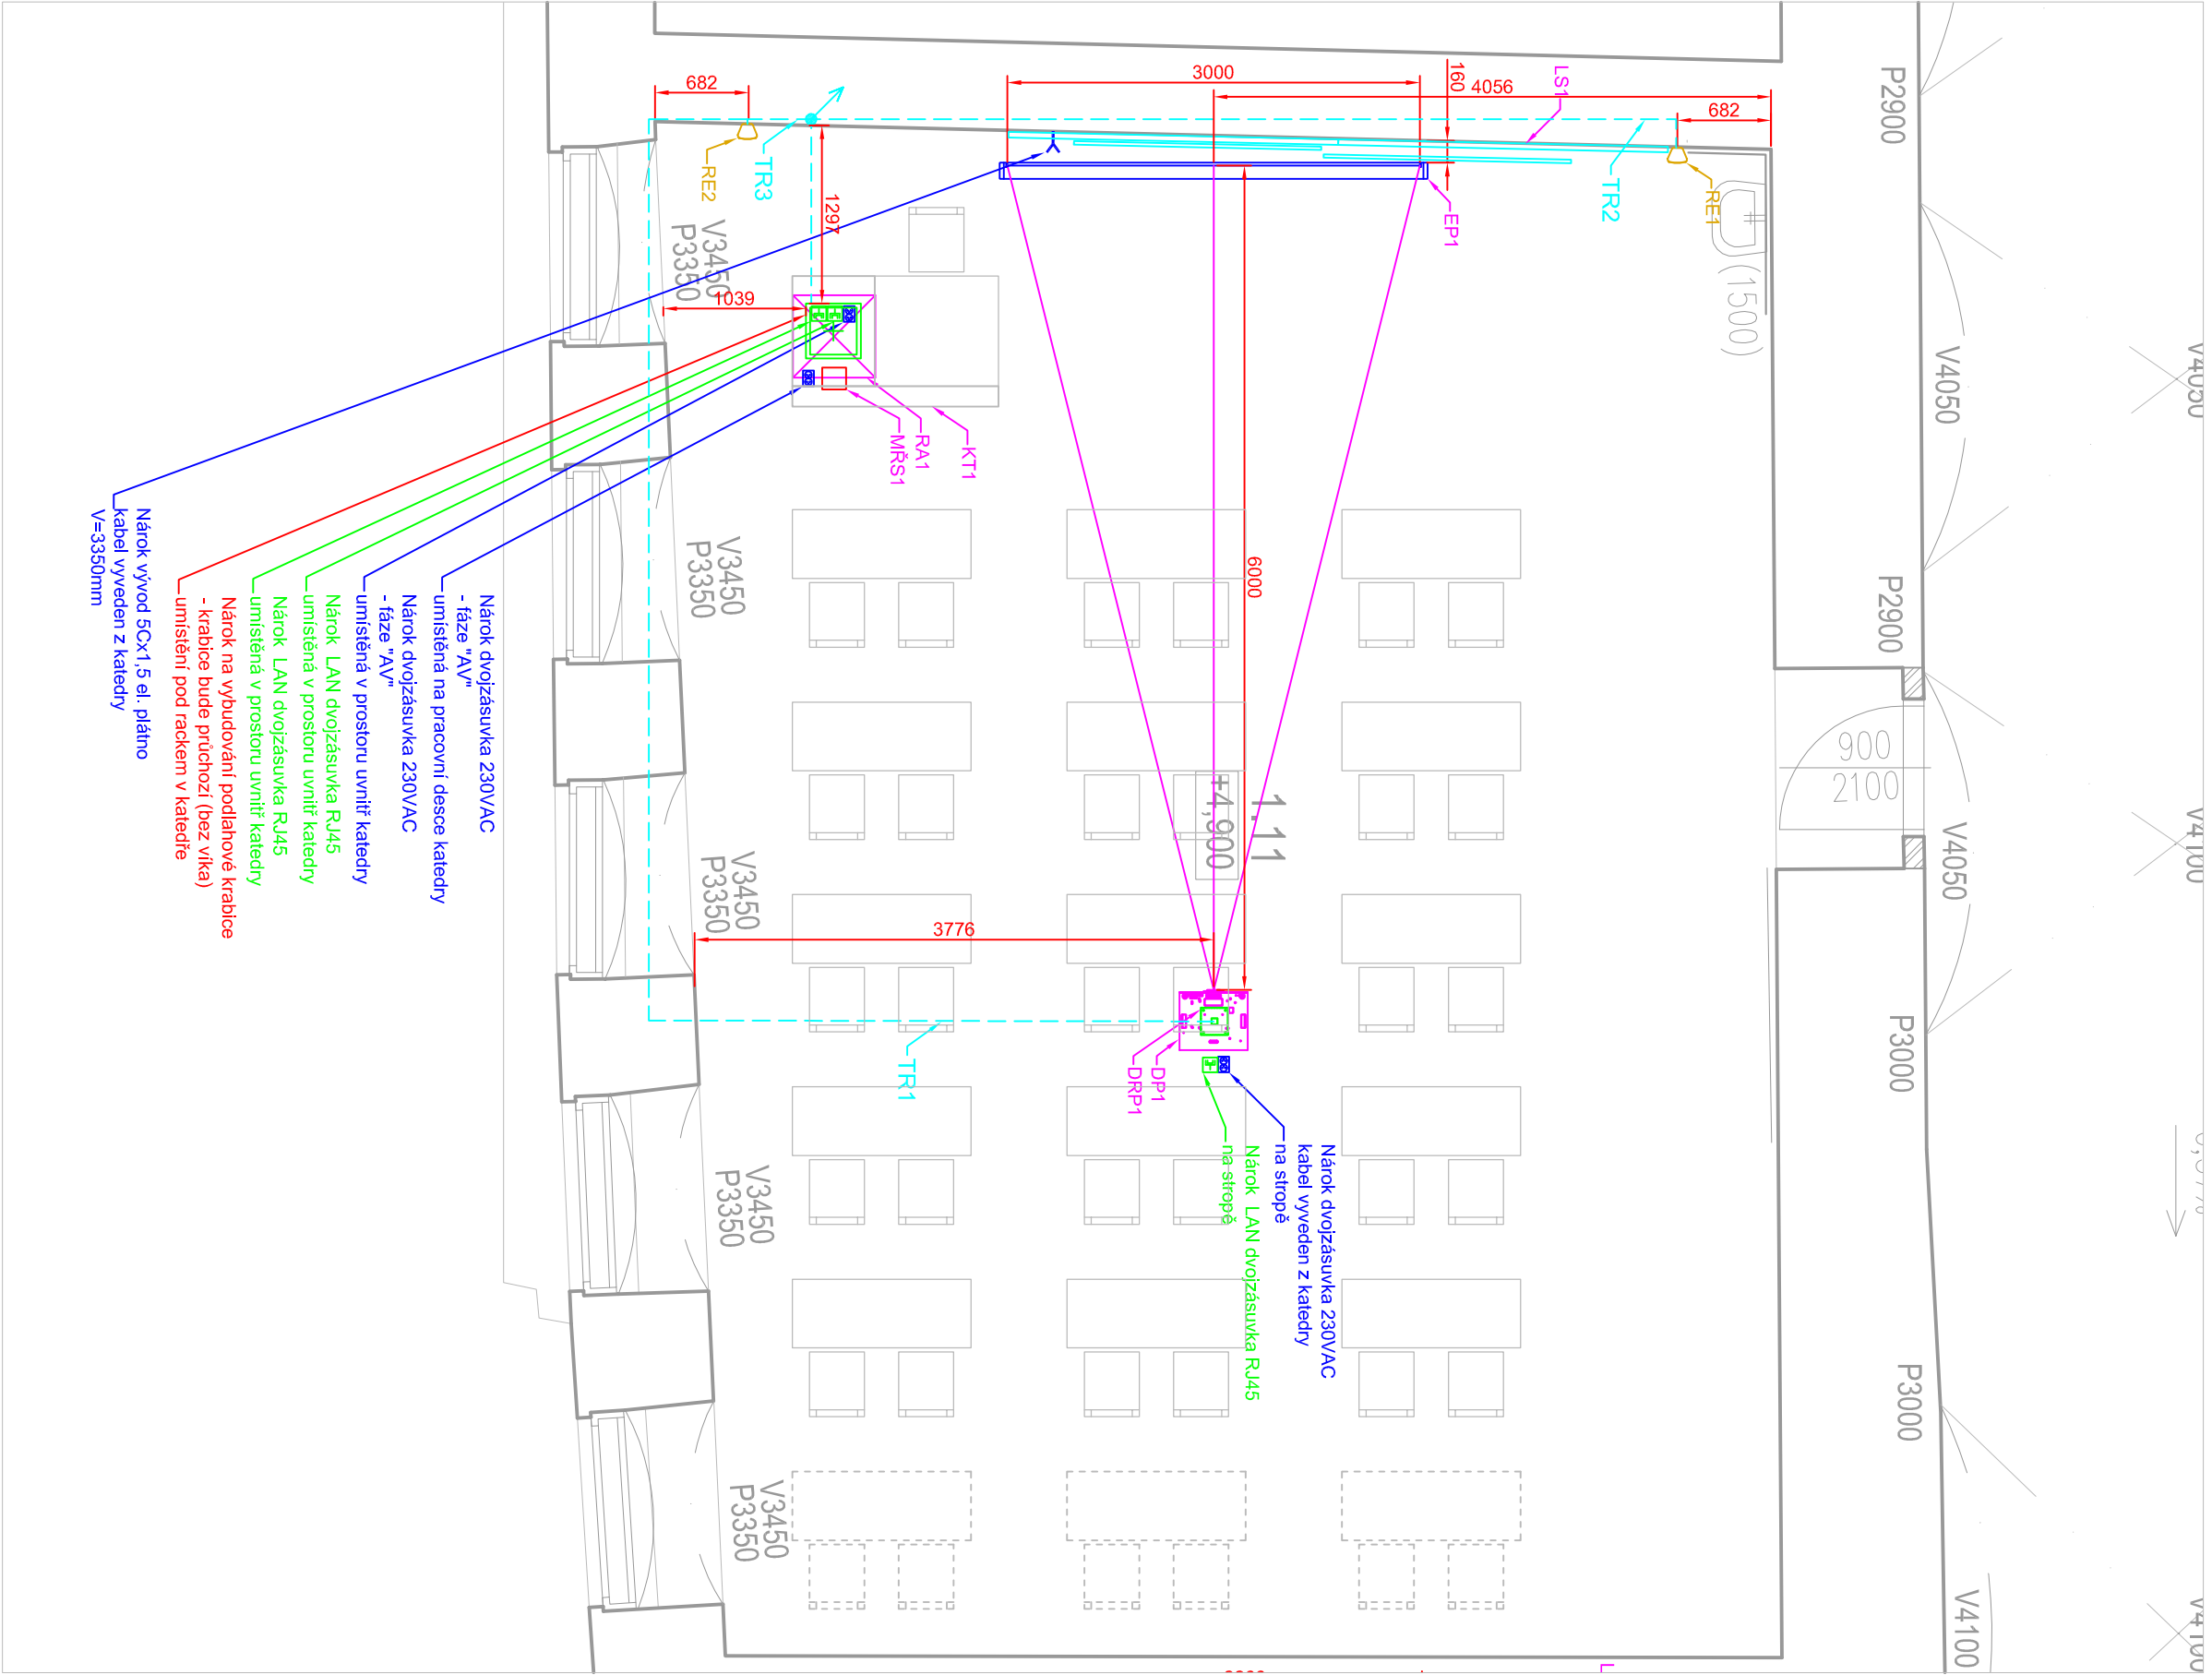 P2900
682
3000
160
4056
LS1
682
RE2
TR3
1297
EP1
TR2
RE1
(1500)
V3450
P3350
1039
V4050
V4050
MŘS1
RA1
KT1
Nárok vývod 5Cx1,5 el. plátno
kabel vyveden z katedry
V=3350mm
V3450
P3350
6000
P2900
Nárok dvojzásuvka 230VAC
- fáze "AV"
umístěná na pracovní desce katedry
Nárok dvojzásuvka 230VAC
- fáze "AV"
umístěná v prostoru uvnitř katedry
Nárok LAN dvojzásuvka RJ45
umístěná v prostoru uvnitř katedry
Nárok LAN dvojzásuvka RJ45
umístěná v prostoru uvnitř katedry
Nárok na vybudování podlahové krabice
- krabice bude průchozí (bez víka)
umístění pod rackem v katedře
1.11
+4,900
900
2100
V4050
V4100
V3450
P3350
3776
TR1
DRP1
DP1
P3000
Nárok dvojzásuvka 230VAC
kabel vyveden z katedry
na stropě
Nárok LAN dvojzásuvka RJ45
na stropě
V3450
P3350
P3000
V3450
P3350
V4100
V4100